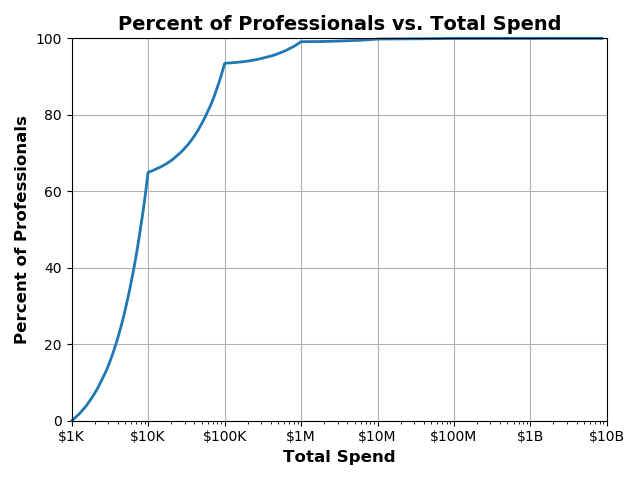 Percent of Professionals vs. Total Spend
100
80
60
40
20
0
Percent of Professionals
$1K $10K $100K $1M $10M $100M $1B $10B
Total Spend